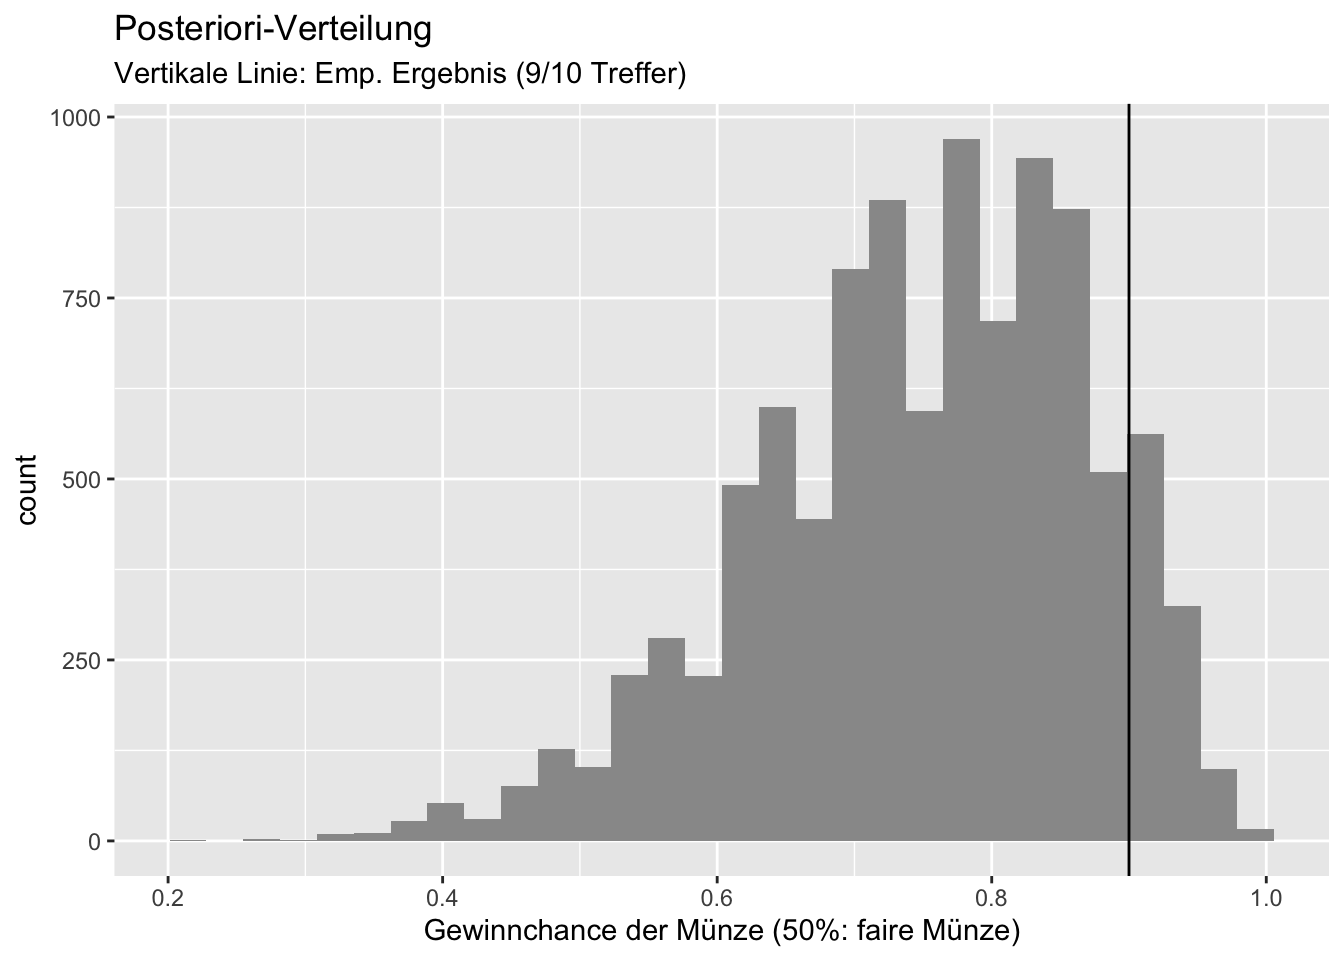 Posteriori-Verteilung
Vertikale Linie: Emp. Ergebnis (9/10 Treffer)
1000
750
500
250
0
count
0.2
0.4
0.6
0.8
1.0
Gewinnchance der Münze (50%: faire Münze)